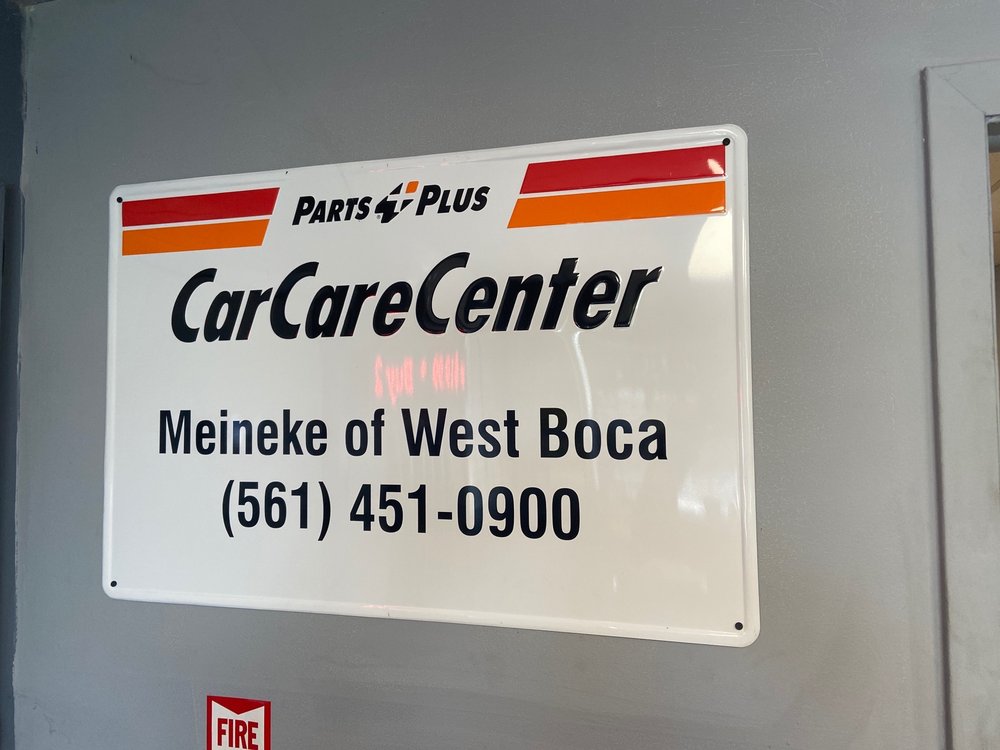 PARTS PLUS
CarCareCenter
Meineke of West Boca
(561) 451-0900
FIRE